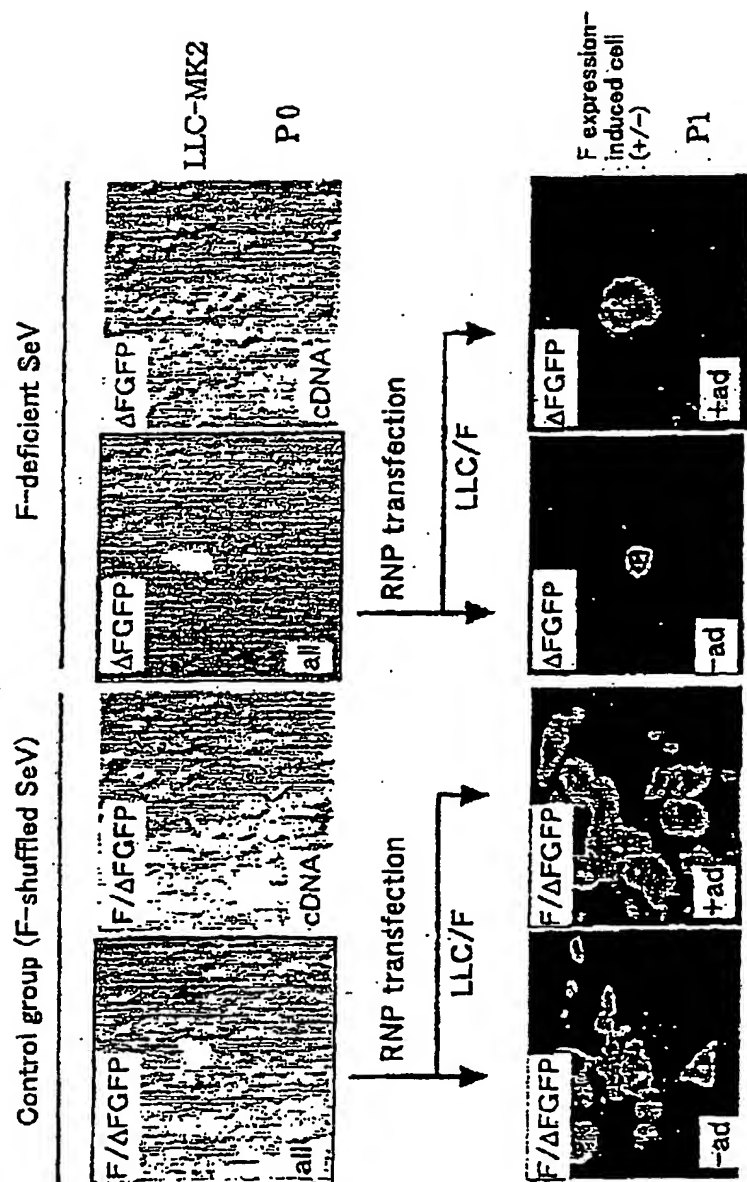 Control group (F-shuffled SeV)
F-deficient SeV
F/ΔFGFP
all
F/ΔFGFP
cDNA
ΔFGFP
all
ΔFGFP
cDNA
LLC-MK2
P0
RNP transfection
LLC/F
RNP transfection
LLC/F
F/ΔFGFP
-ad
F/ΔFGFP
+ad
ΔFGFP
-ad
ΔFGFP
+ad
F expression-
induced cell
(+/-)
P1